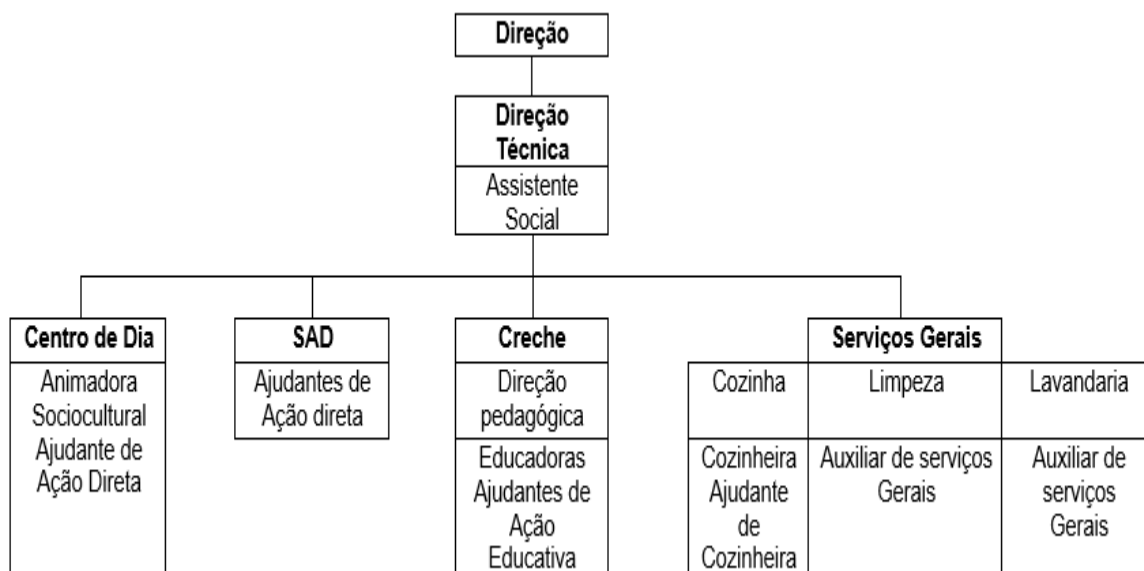 Direção
Direção
Técnica
Assistente
Social
Centro de Dia
Animadora
Sociocultural
Ajudante de
Ação Direta
SAD
Ajudantes de
Ação direta
Creche
Direção
pedagógica
Educadoras
Ajudantes de
Ação
Educativa
Serviços Gerais
Cozinha
Cozinheira
Ajudante
de
Cozinheira
Limpeza
Auxiliar de serviços
Gerais
Lavandaria
Auxiliar de
serviços
Gerais